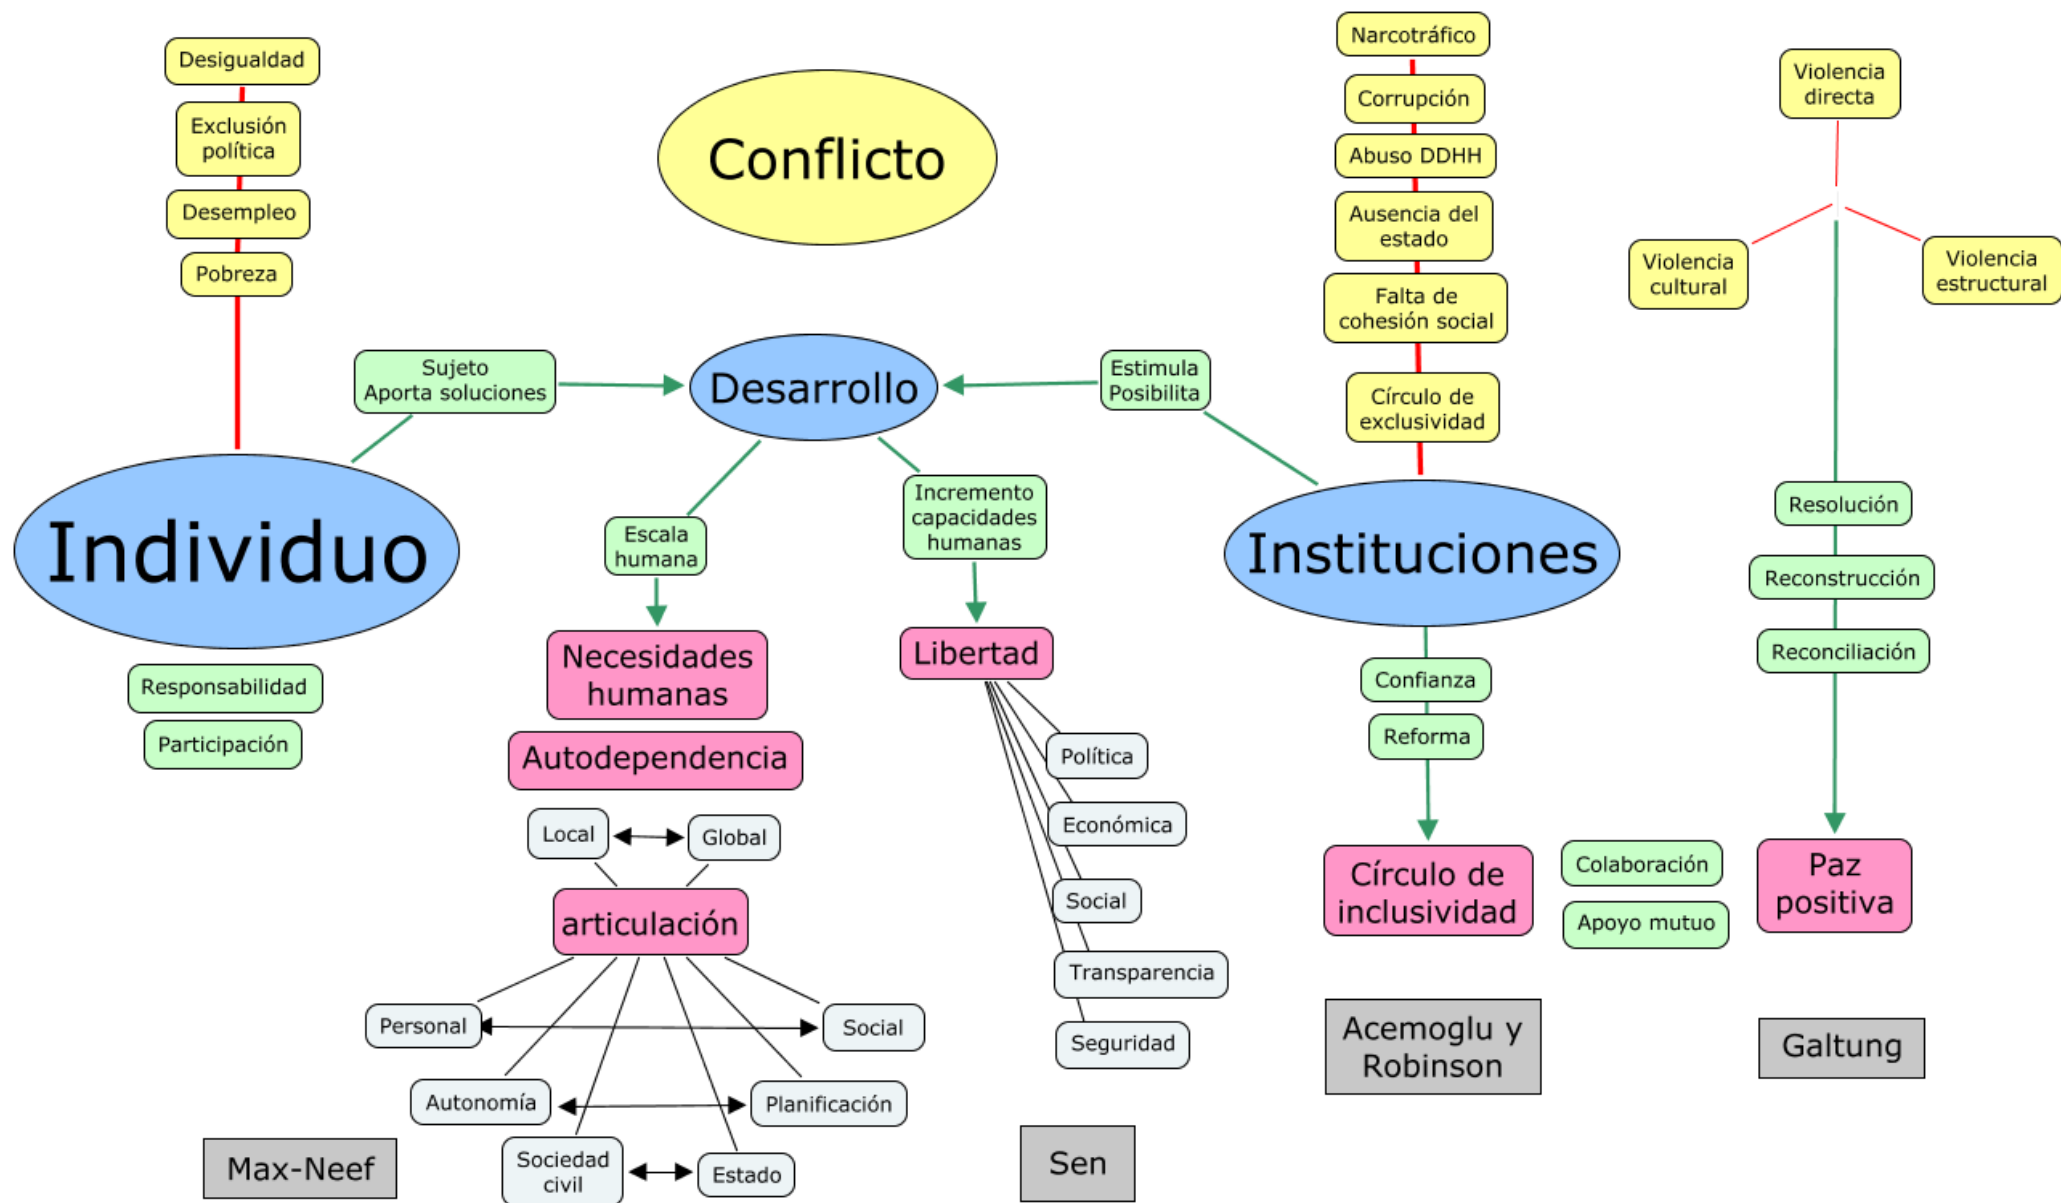 Desigualdad
Exclusión
política
Desempleo
Pobreza
Conflicto
Narcotráfico
Corrupción
Abuso DDHH
Ausencia del
estado
Falta de
cohesión social
Círculo de
exclusividad
Violencia
directa
Violencia
cultural
Violencia
estructural
Sujeto
Aporta soluciones
Desarrollo
Estimula
Posibilita
Individuo
Escala
humana
Incremento
capacidades
humanas
Instituciones
Resolución
Reconstrucción
Reconciliación
Responsabilidad
Participación
Necesidades
humanas
Autodependencia
Libertad
Confianza
Reforma
Local
Global
articulación
Personal
Social
Autonomía
Planificación
Sociedad
civil
Estado
Política
Económica
Social
Transparencia
Seguridad
Círculo de
inclusividad
Colaboración
Apoyo mutuo
Paz
positiva
Max-Neef
Sen
Acemoglu y
Robinson
Galtung